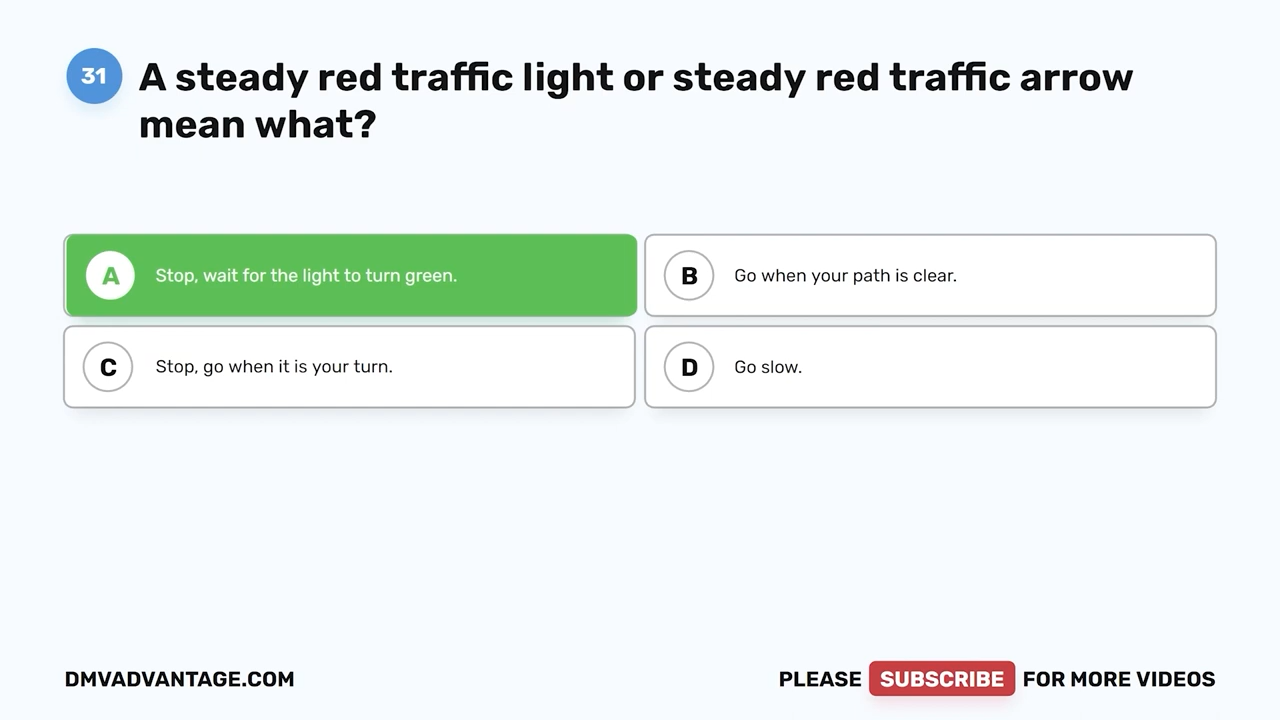 31
A steady red traffic light or steady red traffic arrow
mean what?
A Stop, wait for the light to turn green.
B Go when your path is clear.
C Stop, go when it is your turn.
D Go slow.
DMVADVANTAGE.COM
PLEASE SUBSCRIBE FOR MORE VIDEOS